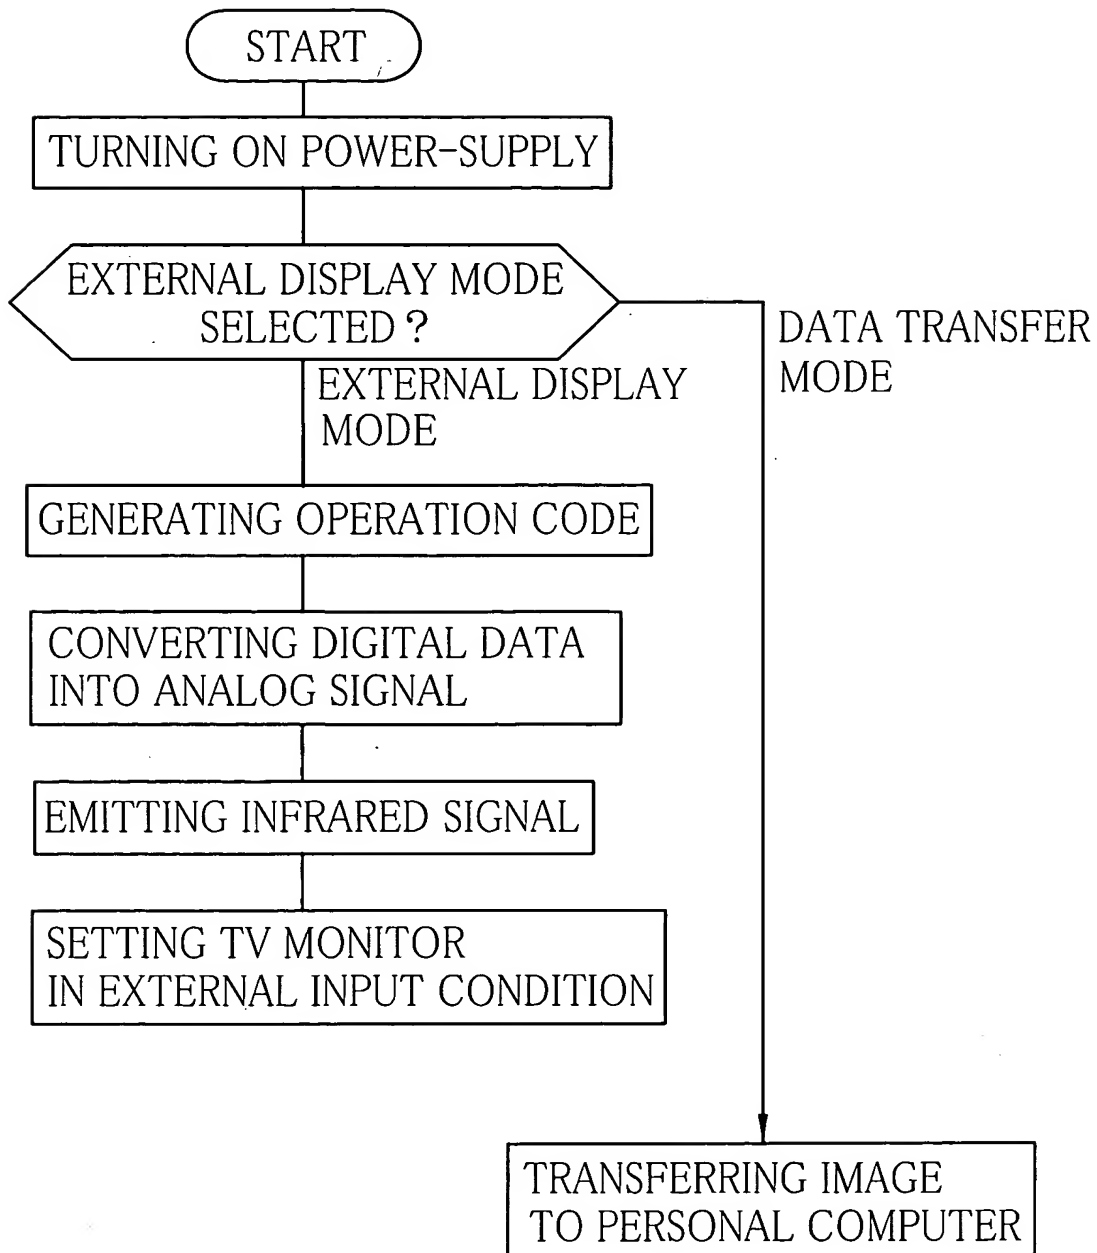 START
TURNING ON POWER-SUPPLY
EXTERNAL DISPLAY MODE
SELECTED?
DATA TRANSFER
MODE
EXTERNAL DISPLAY
MODE
GENERATING OPERATION CODE
CONVERTING DIGITAL DATA
INTO ANALOG SIGNAL
EMITTING INFRARED SIGNAL
SETTING TV MONITOR
IN EXTERNAL INPUT CONDITION
TRANSFERRING IMAGE
TO PERSONAL COMPUTER